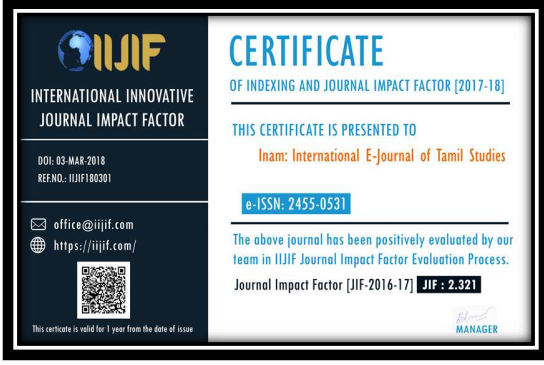 IIJIF
INTERNATIONAL INNOVATIVE
JOURNAL IMPACT FACTOR
DOI: 03-MAR-2018
REF.NO.: IIJIF180301
office@iijif.com
https://iijif.com/
This certicate is valid for 1 year from the date of issue
CERTIFICATE
OF INDEXING AND JOURNAL IMPACT FACTOR [2017-18]
THIS CERTIFICATE IS PRESENTED TO
Inam: International E-Journal of Tamil Studies
e-ISSN: 2455-0531
The above journal has been positively evaluated by our
team in IIJIF Journal Impact Factor Evaluation Process.
Journal Impact Factor [JIF-2016-17] JIF : 2.321
MANAGER